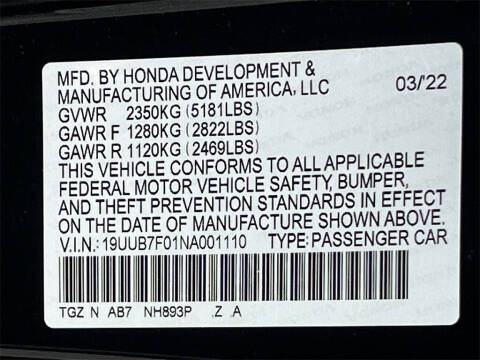 MFD. BY HONDA DEVELOPMENT &
MANUFACTURING OF AMERICA, LLC 03/'22
GVWR 2350KG (5181LBS)
GAWR F 1280KG (2822LBS)
GAWR R 1120KG (2469LBS)
THIS VEHICLE CONFORMS TO ALL APPLICABLE
FEDERAL MOTOR VEHICLE SAFETY, BUMPER,
AND THEFT PREVENTION STANDARDS IN EFFECT
ON THE DATE OF MANUFACTURE SHOWN ABOVE.
V.I.N.: 19UUB7F01NA001110 TYPE: PASSENGER CAR
TGZ N AB7 NH893P Z A